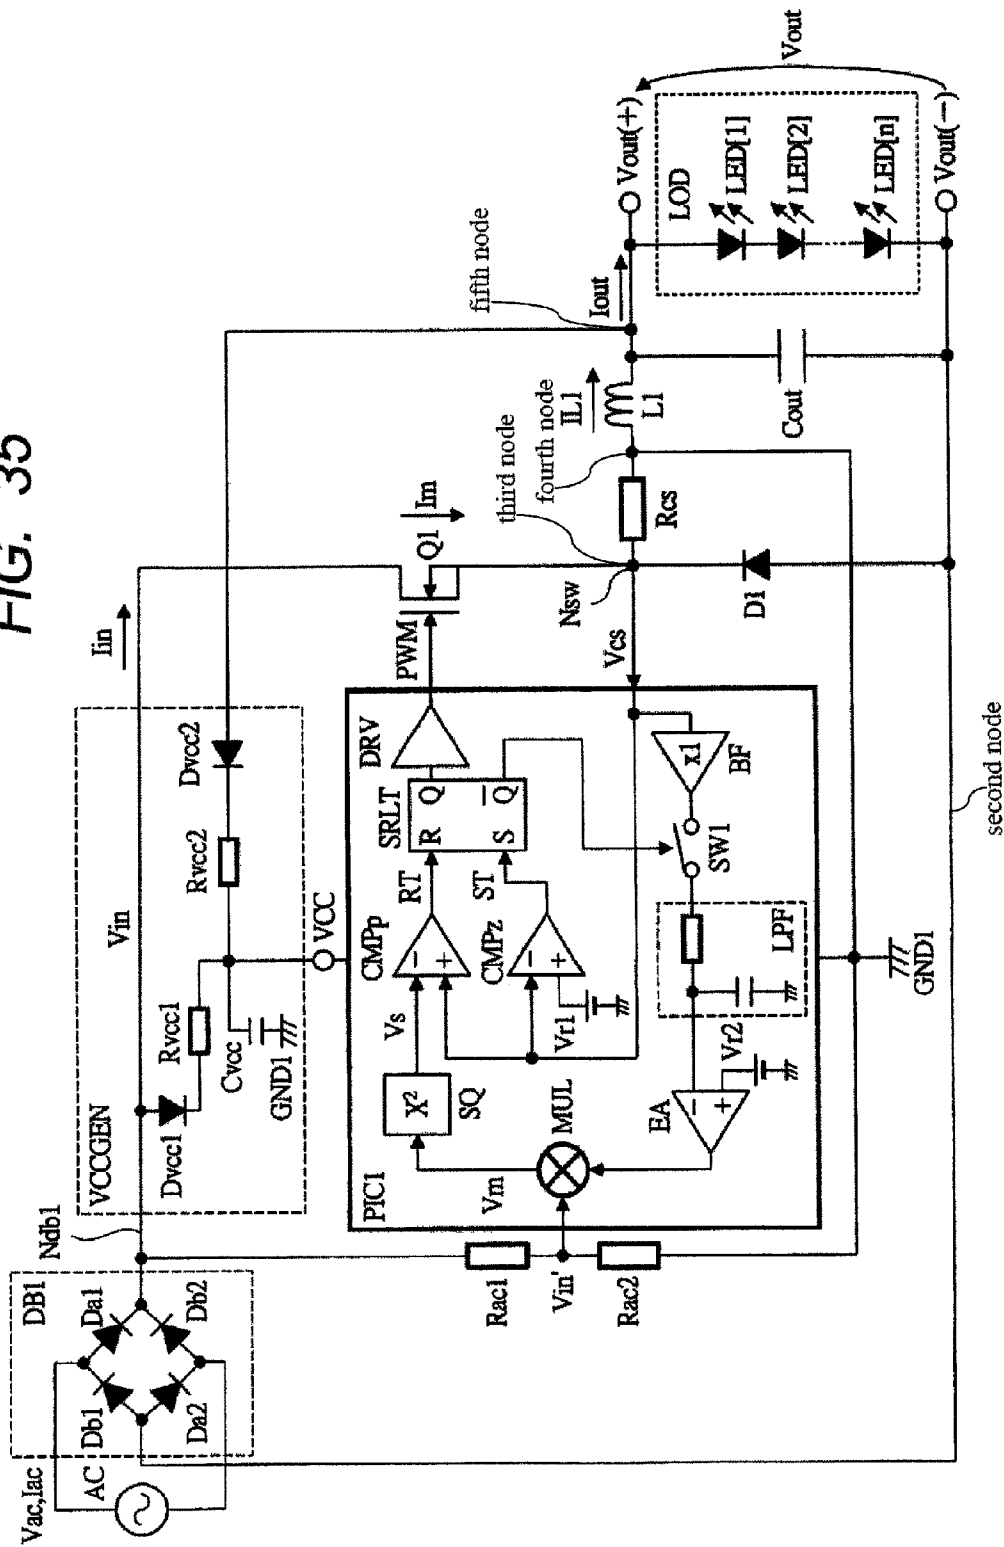 FIG. 35
Vac,Iac
AC
DB1
Da1
Db1
Db2
Da2
Ndb1
Vin
Iin
VCCGEN
Dvcc1
Rvcc1
Cvcc
GND1
Rvcc2
Dvcc2
VCC
PIC1
Rac1
Vin'
Rac2
MUL
Vm
X²
SQ
Vs
CMPp
-
+
RT
CMPz
-
+
ST
Vr1
SRLT
R
Q
S
Q̅
DRV
PWM
Q1
Im
EA
-
+
Vr2
LPF
SW1
x1
BF
Vcs
Nsw
D1
Rcs
third node
fourth node
IL1
L1
fifth node
Iout
Cout
Vout(+)
LOD
LED[1]
LED[2]
LED[n]
Vout(−)
Vout
GND1
second node